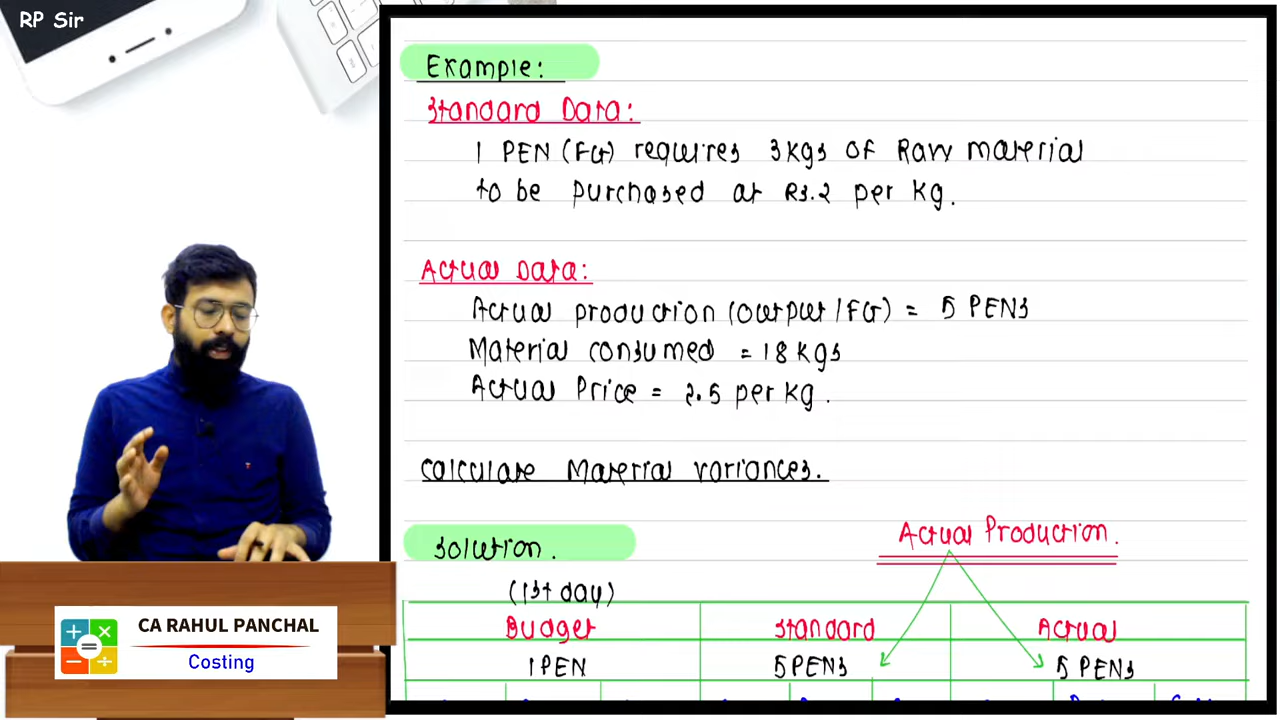 RP Sir
Example:
Standard Data:
1 PEN (FG) requires 3kgs of Raw material
to be purchased at Rs.2 per kg.
Actual Data:
Actual production (output/FG) = 5 PENS
Material consumed = 18 kgs
Actual Price = 2.5 per kg.
Calculate Material variances.
Solution.
Actual Production.
(1st day)
Budget Standard Actual
1 PEN 5 PENS 5 PENS
CA RAHUL PANCHAL
Costing